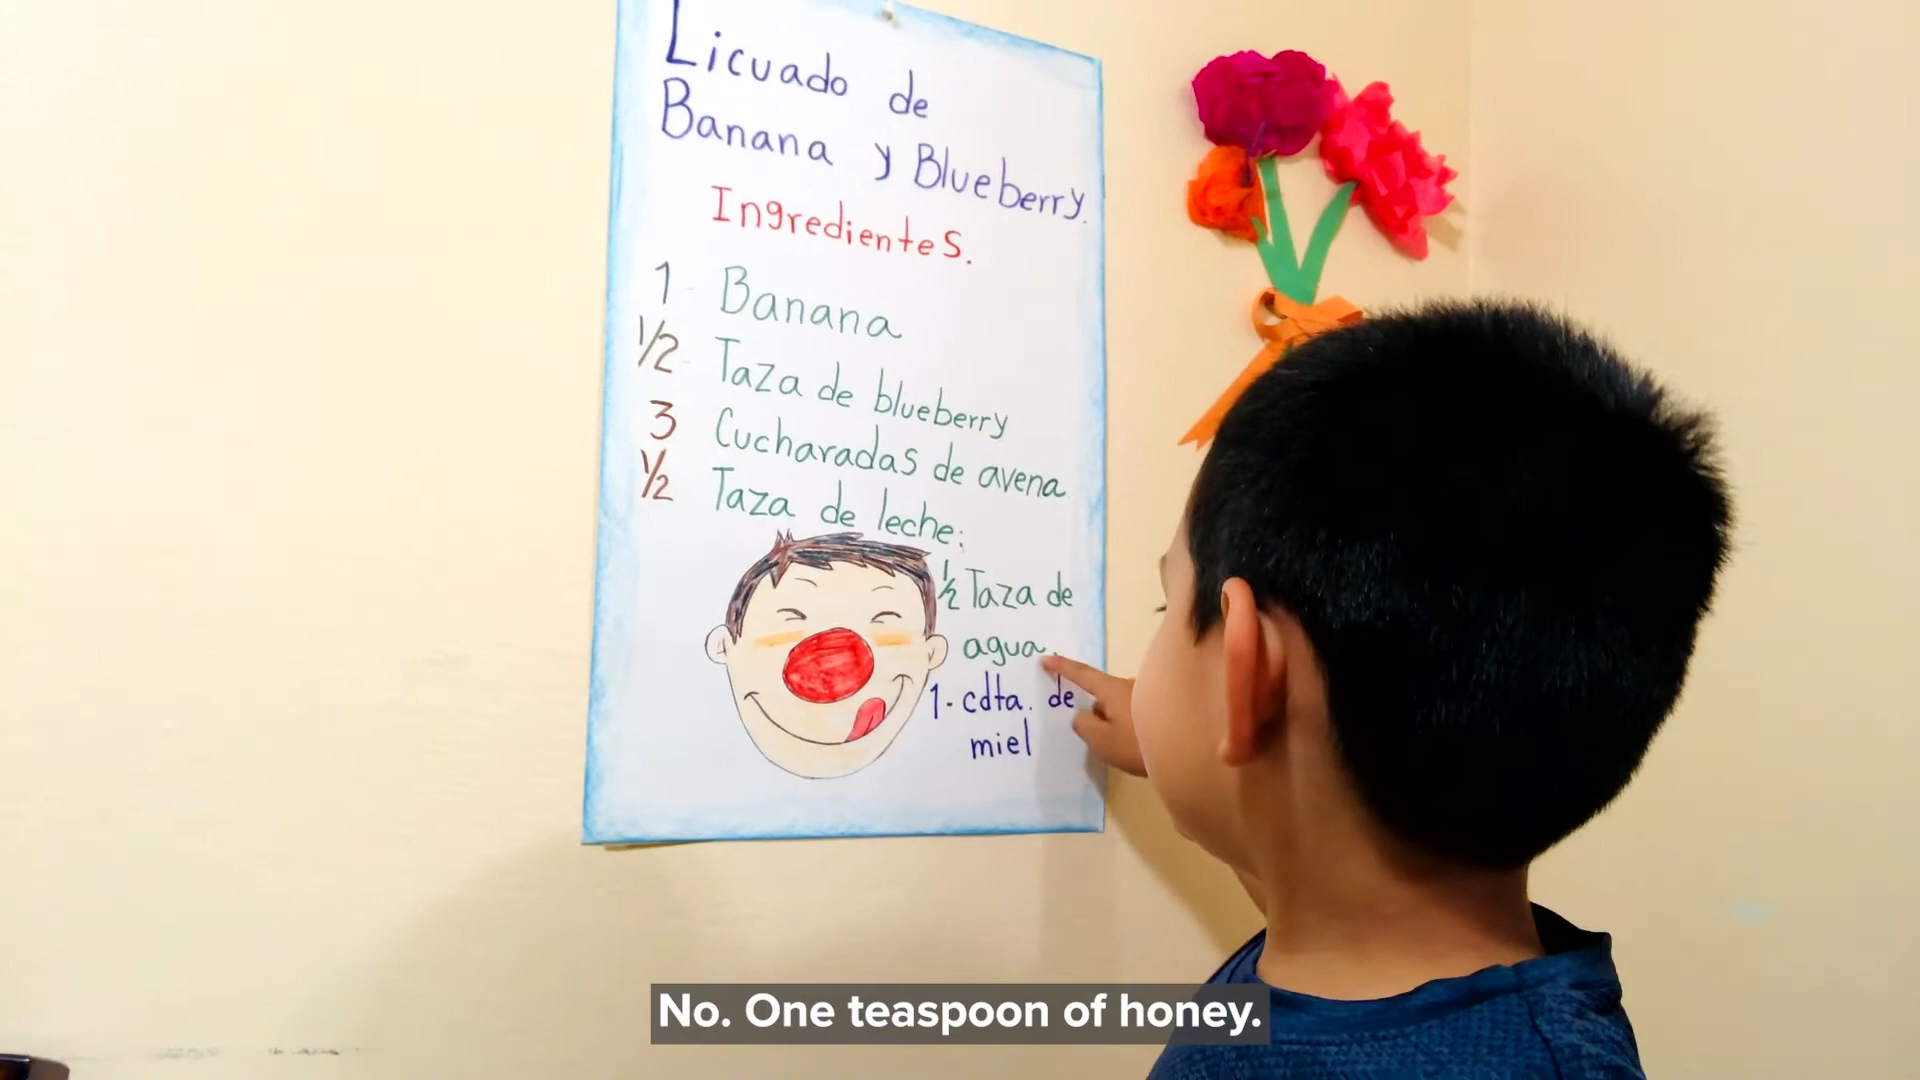 Licuado de
Banana y Blueberry.
Ingredientes.
1 Banana
1/2 Taza de blueberry
3 Cucharadas de avena
1/2 Taza de leche:
1/2 Taza de
agua.
1-cdta. de
miel
No. One teaspoon of honey.